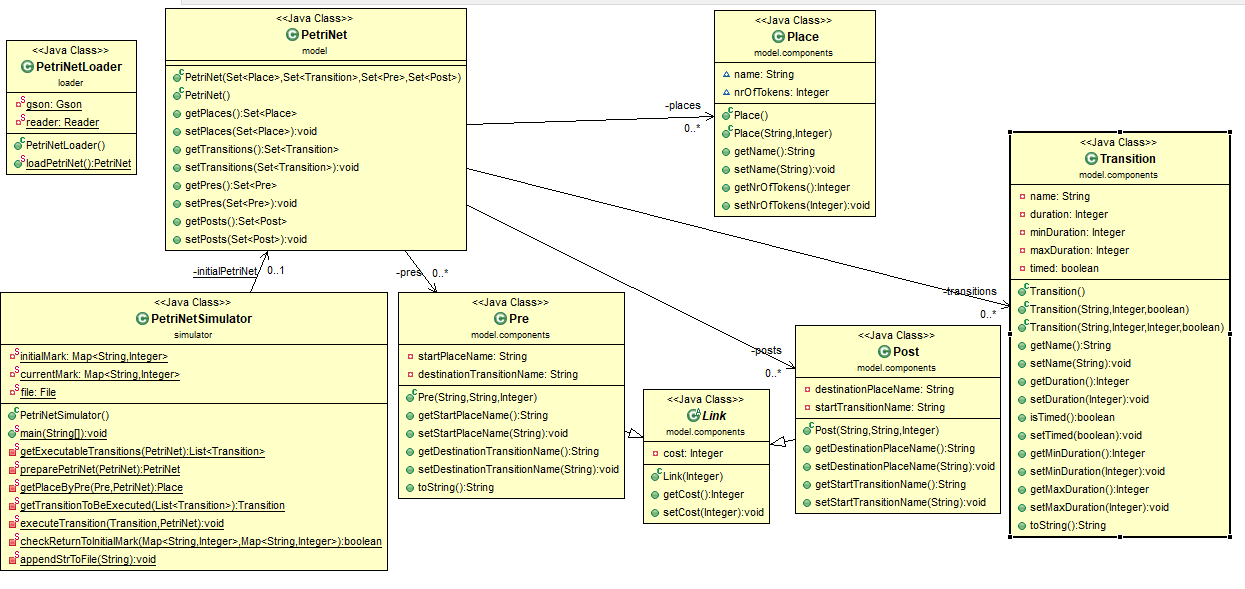 <<Java Class>>
PetriNetLoader
loader
gson: Gson
reader: Reader
PetriNetLoader()
loadPetriNet():PetriNet
<<Java Class>>
PetriNet
model
PetriNet(Set<Place>,Set<Transition>,Set<Pre>,Set<Post>)
PetriNet()
getPlaces():Set<Place>
setPlaces(Set<Place>):void
getTransitions():Set<Transition>
setTransitions(Set<Transition>):void
getPres():Set<Pre>
setPres(Set<Pre>):void
getPosts():Set<Post>
setPosts(Set<Post>):void
-places
0..*
<<Java Class>>
Place
model.components
name: String
nrOfTokens: Integer
Place()
Place(String,Integer)
getName():String
setName(String):void
getNrOfTokens():Integer
setNrOfTokens(Integer):void
-initialPetriNet
0..1
-pres
0..*
-posts
0..*
-transitions
0..*
<<Java Class>>
Transition
model.components
name: String
duration: Integer
minDuration: Integer
maxDuration: Integer
timed: boolean
Transition()
Transition(String,Integer,boolean)
Transition(String,Integer,Integer,boolean)
getName():String
setName(String):void
getDuration():Integer
setDuration(Integer):void
isTimed():boolean
setTimed(boolean):void
getMinDuration():Integer
setMinDuration(Integer):void
getMaxDuration():Integer
setMaxDuration(Integer):void
toString():String
<<Java Class>>
PetriNetSimulator
simulator
initialMark: Map<String,Integer>
currentMark: Map<String,Integer>
file: File
PetriNetSimulator()
main(String[]):void
getExecutableTransitions(PetriNet):List<Transition>
preparePetriNet(PetriNet):PetriNet
getPlaceByPre(Pre,PetriNet):Place
getTransitionToBeExecuted(List<Transition>):Transition
executeTransition(Transition,PetriNet):void
checkReturnToInitialMark(Map<String,Integer>,Map<String,Integer>):boolean
appendStrToFile(String):void
<<Java Class>>
Pre
model.components
startPlaceName: String
destinationTransitionName: String
Pre(String,String,Integer)
getStartPlaceName():String
setStartPlaceName(String):void
getDestinationTransitionName():String
setDestinationTransitionName(String):void
toString():String
<<Java Class>>
Link
model.components
cost: Integer
Link(Integer)
getCost():Integer
setCost(Integer):void
<<Java Class>>
Post
model.components
destinationPlaceName: String
startTransitionName: String
Post(String,String,Integer)
getDestinationPlaceName():String
setDestinationPlaceName(String):void
getStartTransitionName():String
setStartTransitionName(String):void